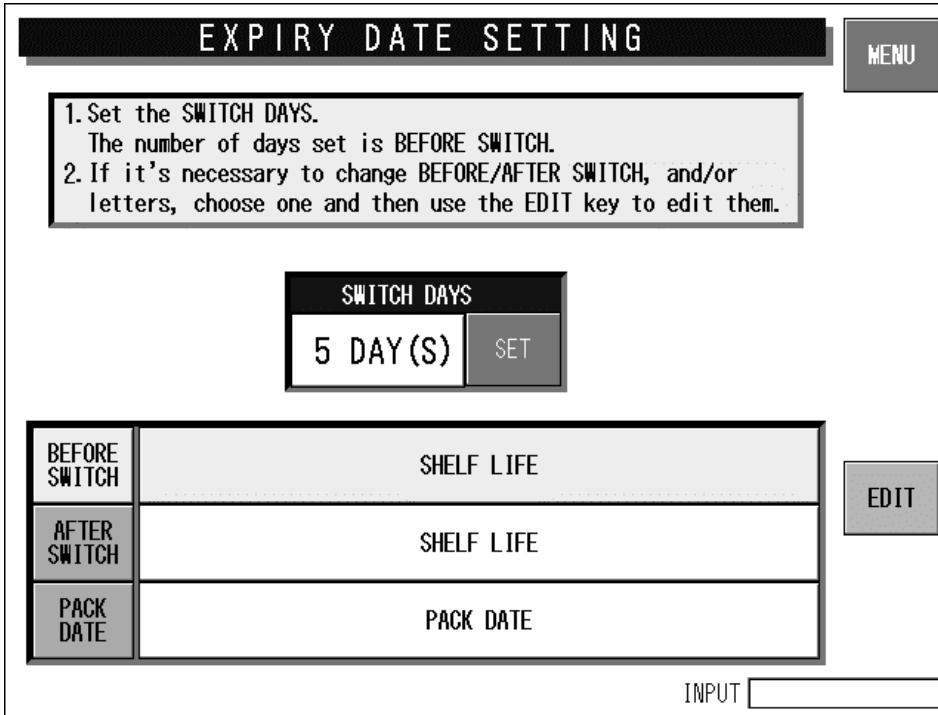 EXPIRY DATE SETTING
MENU
1. Set the SWITCH DAYS.
The number of days set is BEFORE SWITCH.
2. If it's necessary to change BEFORE/AFTER SWITCH, and/or
letters, choose one and then use the EDIT key to edit them.
SWITCH DAYS
5 DAY(S)
SET
BEFORE
SWITCH
SHELF LIFE
EDIT
AFTER
SWITCH
SHELF LIFE
PACK
DATE
PACK DATE
INPUT